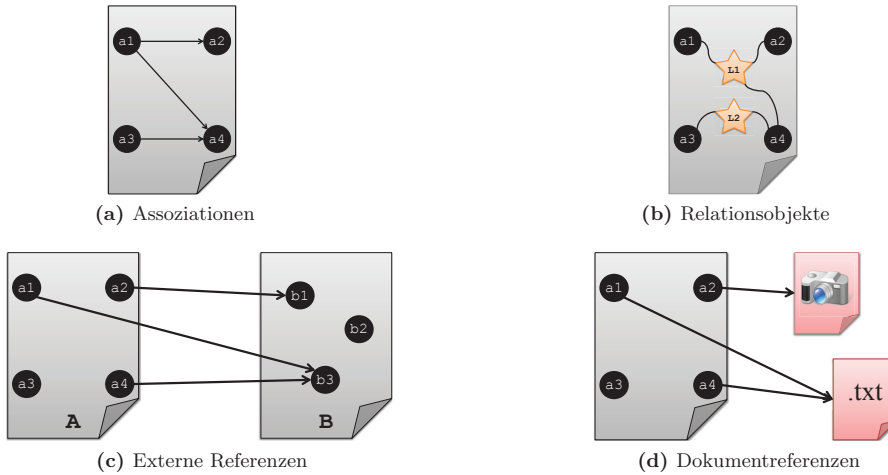 a1 a2
a3 a4
(a) Assoziationen
a1 a2
L1
L2
a3 a4
(b) Relationsobjekte
a1 a2
a3 a4
A
b1
b2
b3
B
(c) Externe Referenzen
a1 a2
a3 a4
.txt
(d) Dokumentreferenzen